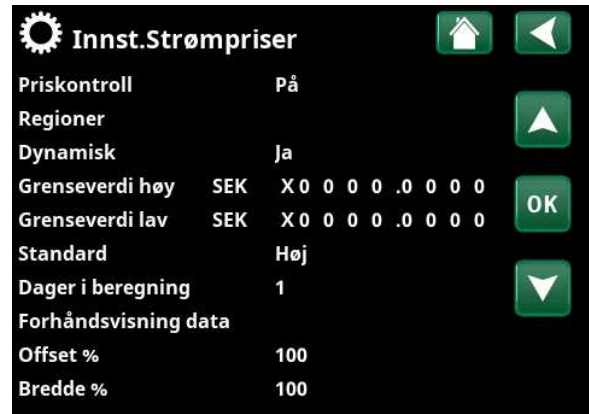 Innst.Strømpriser
Priskontroll På
Regioner
Dynamisk Ja
Grenseverdi høy SEK X 0 0 0 0 .0 0 0 0
Grenseverdi lav SEK X 0 0 0 0 .0 0 0 0
OK
Standard Høj
Dager i beregning 1
Forhåndsvisning data
Offset % 100
Bredde % 100